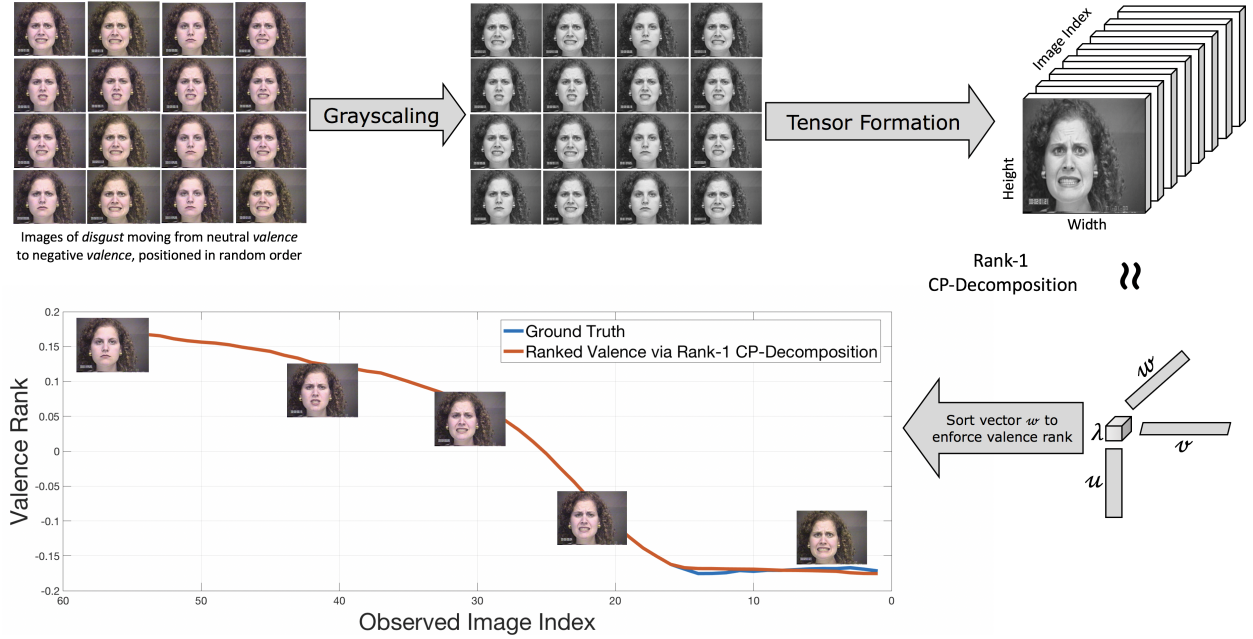 Grayscaling
Tensor Formation
Image Index
Height
Width
Images of disgust moving from neutral valence
to negative valence, positioned in random order
Rank-1
CP-Decomposition
≈
w
λ
v
u
Sort vector w to
enforce valence rank
Ground Truth
Ranked Valence via Rank-1 CP-Decomposition
Valence Rank
0.2
0.15
0.1
0.05
0
-0.05
-0.1
-0.15
-0.2
60 50 40 30 20 10 0
Observed Image Index